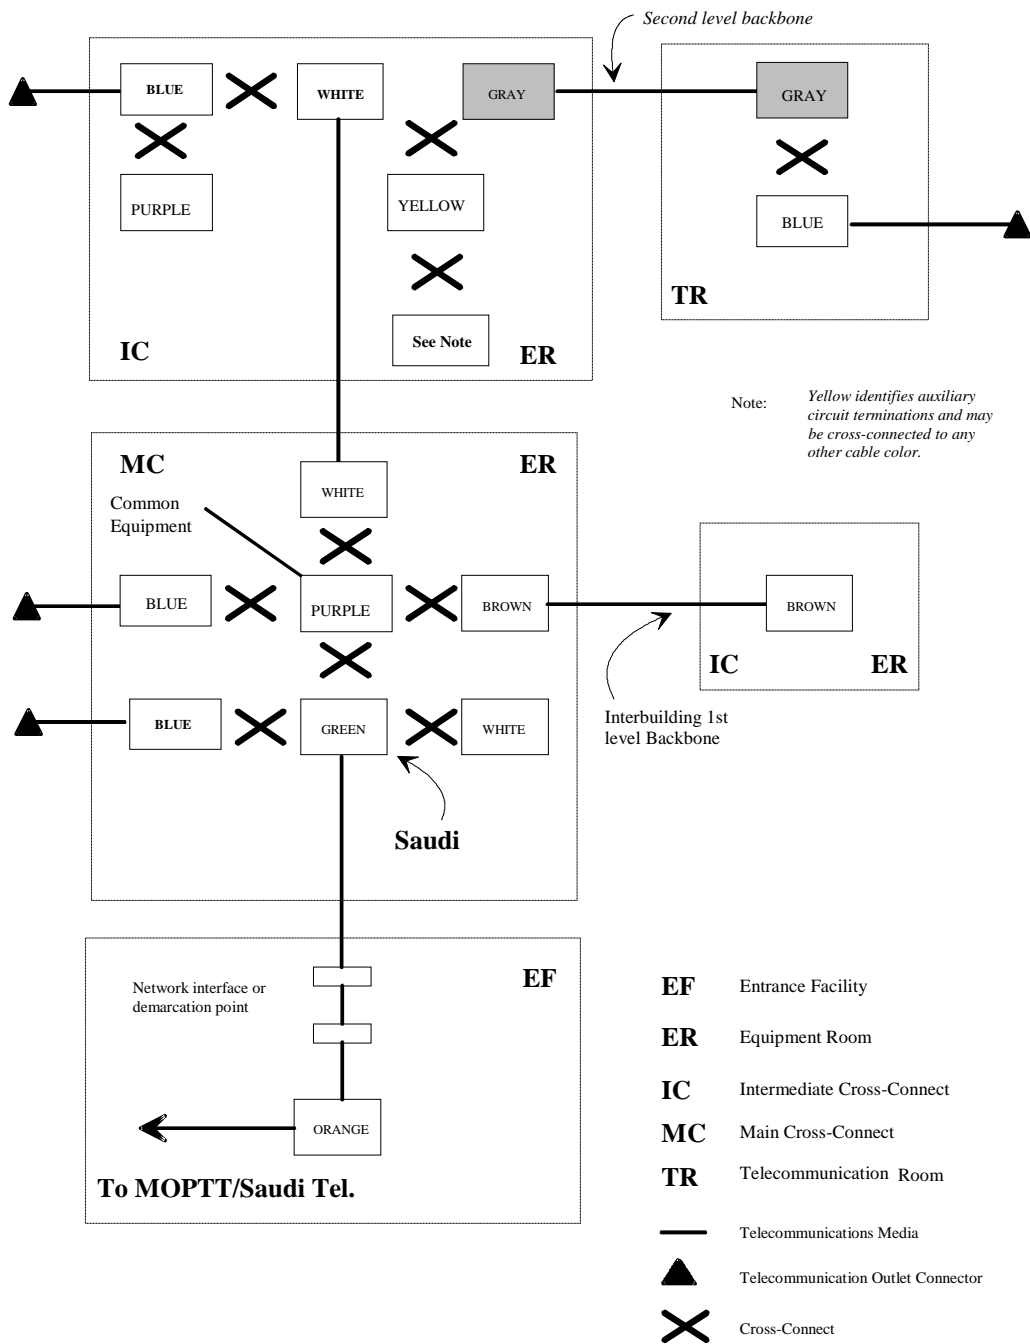 Second level backbone
BLUE
WHITE
GRAY
GRAY
PURPLE
YELLOW
BLUE
TR
See Note
IC
ER
Note:
Yellow identifies auxiliary
circuit terminations and may
be cross-connected to any
other cable color.
MC
ER
WHITE
Common
Equipment
BLUE
PURPLE
BROWN
BROWN
IC
ER
BLUE
GREEN
WHITE
Interbuilding 1st
level Backbone
Saudi
EF
Network interface or
demarcation point
ORANGE
To MOPTT/Saudi Tel.
EF Entrance Facility
ER Equipment Room
IC Intermediate Cross-Connect
MC Main Cross-Connect
TR Telecommunication Room
Telecommunications Media
Telecommunication Outlet Connector
Cross-Connect